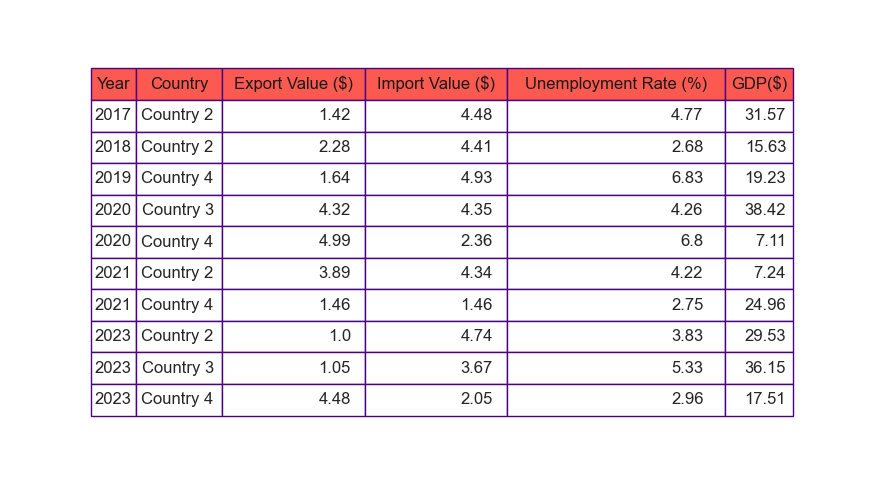 Year Country Export Value ($) Import Value ($) Unemployment Rate (%) GDP($)
2017 Country 2 1.42 4.48 4.77 31.57
2018 Country 2 2.28 4.41 2.68 15.63
2019 Country 4 1.64 4.93 6.83 19.23
2020 Country 3 4.32 4.35 4.26 38.42
2020 Country 4 4.99 2.36 6.8 7.11
2021 Country 2 3.89 4.34 4.22 7.24
2021 Country 4 1.46 1.46 2.75 24.96
2023 Country 2 1.0 4.74 3.83 29.53
2023 Country 3 1.05 3.67 5.33 36.15
2023 Country 4 4.48 2.05 2.96 17.51